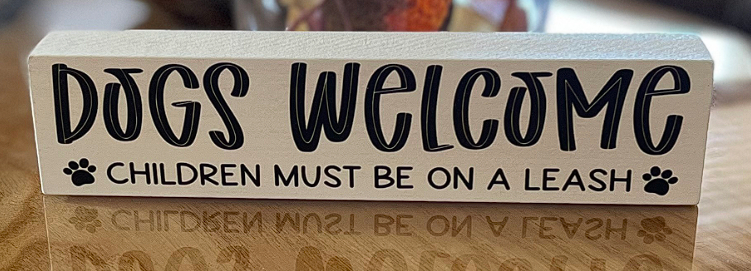 DOGS WELCOME
CHILDREN MUST BE ON A LEASH